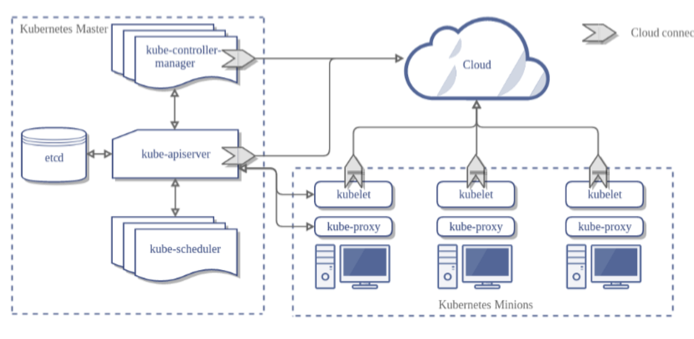 Kubernetes Master
kube-controller-
manager
Cloud
Cloud connec
etcd
kube-apiserver
kubelet
kubelet
kubelet
kube-proxy
kube-proxy
kube-proxy
kube-scheduler
Kubernetes Minions